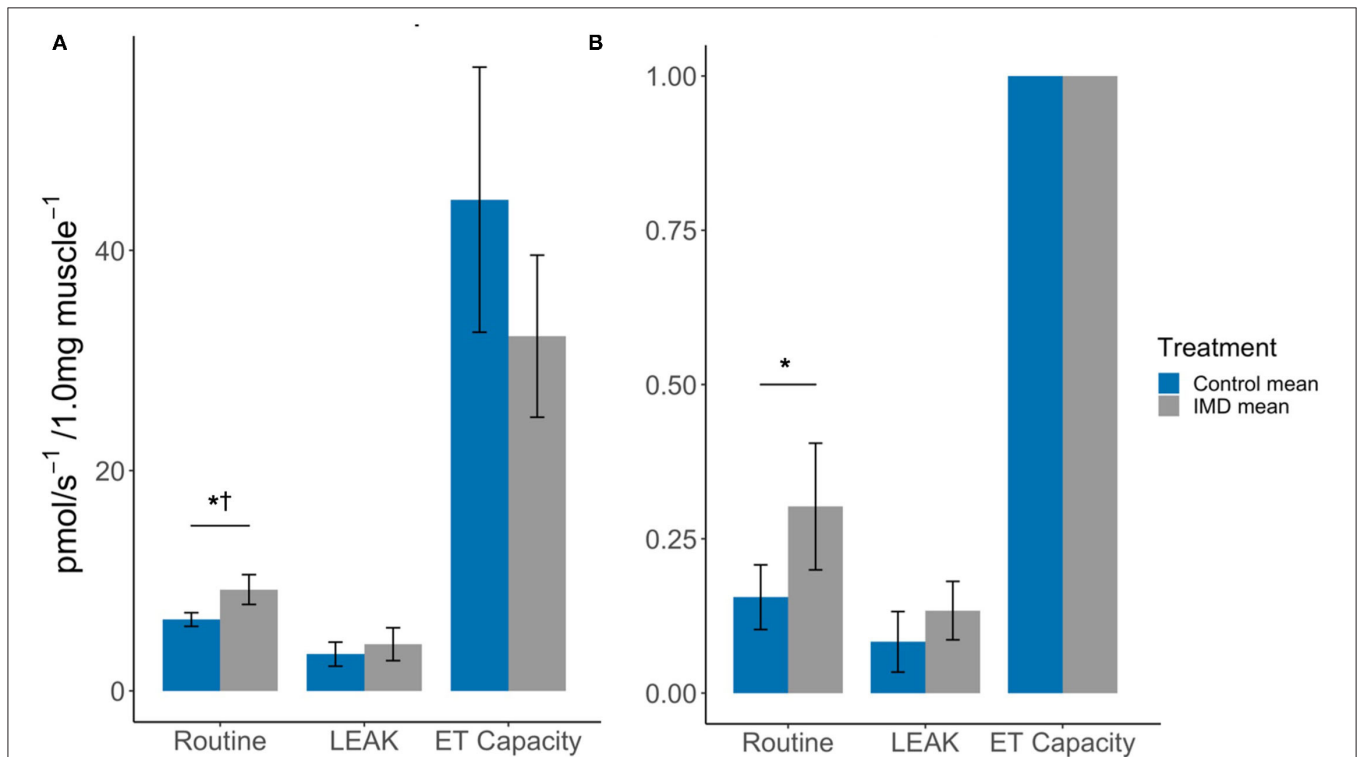 A
pmol/s⁻¹ /1.0mg muscle⁻¹
40
20
0
*†
Routine
LEAK
ET Capacity
B
1.00
0.75
0.50
0.25
0.00
*
Routine
LEAK
ET Capacity
Treatment
Control mean
IMD mean